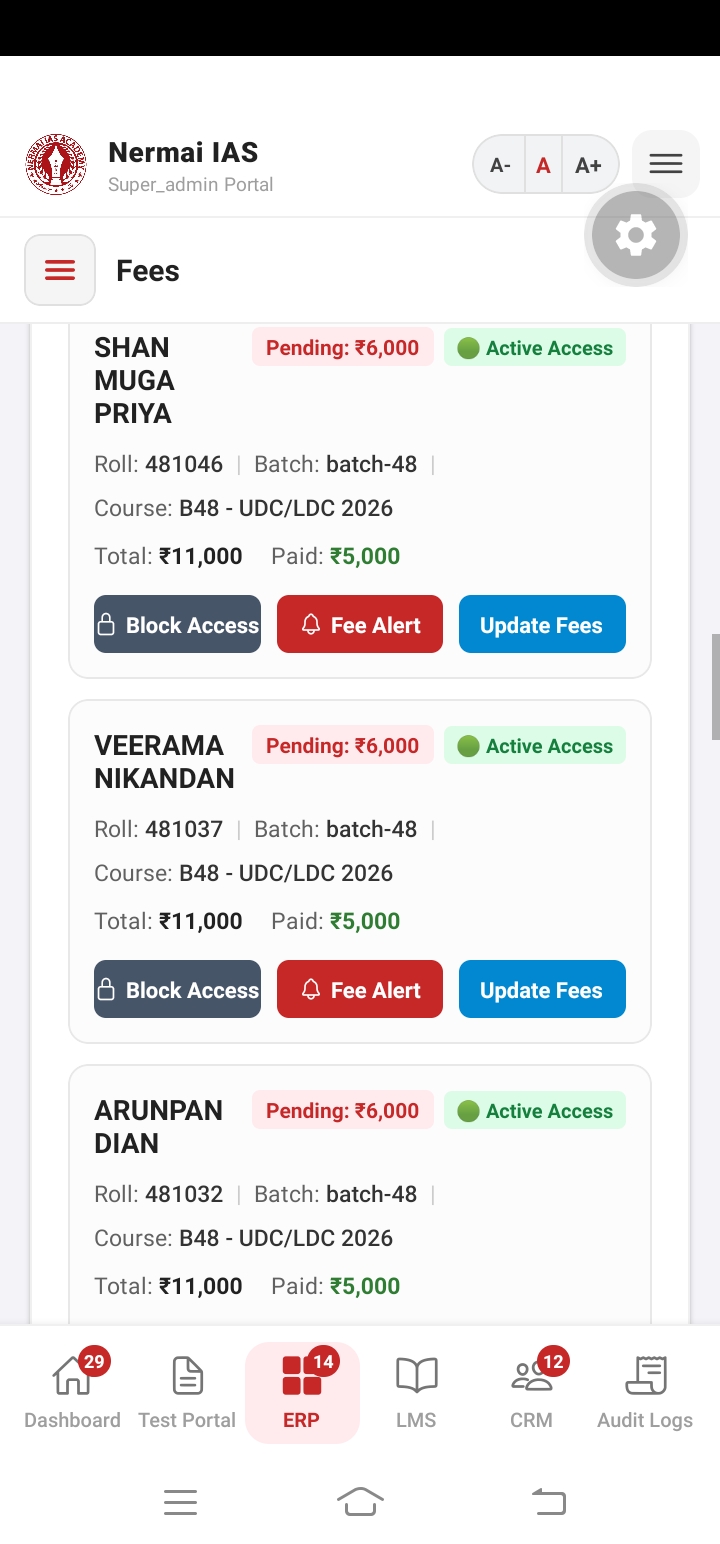 Nermai IAS
Super_admin Portal
A- A A+
Fees
SHAN MUGA PRIYA
Pending: ₹6,000
Active Access
Roll: 481046 | Batch: batch-48 |
Course: B48 - UDC/LDC 2026
Total: ₹11,000 Paid: ₹5,000
Block Access Fee Alert Update Fees
VEERAMA
NIKANDAN
Pending: ₹6,000
Active Access
Roll: 481037 | Batch: batch-48 |
Course: B48 - UDC/LDC 2026
Total: ₹11,000 Paid: ₹5,000
Block Access Fee Alert Update Fees
ARUNPAN
DIAN
Pending: ₹6,000
Active Access
Roll: 481032 | Batch: batch-48 |
Course: B48 - UDC/LDC 2026
Total: ₹11,000 Paid: ₹5,000
29 14 12
Dashboard Test Portal ERP LMS CRM Audit Logs